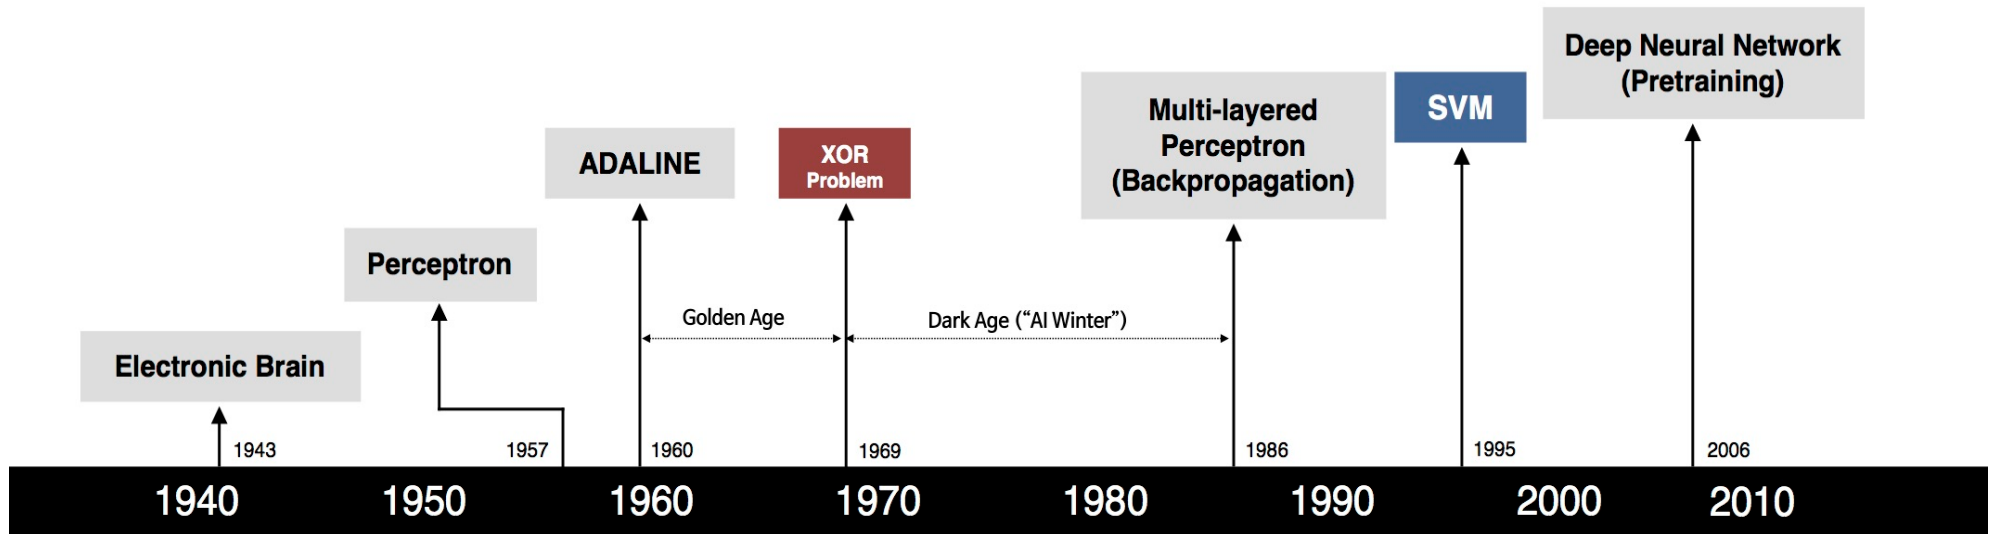 Electronic Brain
1943
Perceptron
1957
ADALINE
1960
Golden Age
XOR
Problem
1969
Dark Age (“AI Winter”)
Multi-layered
Perceptron
(Backpropagation)
1986
SVM
1995
Deep Neural Network
(Pretraining)
2006
1940 1950 1960 1970 1980 1990 2000 2010